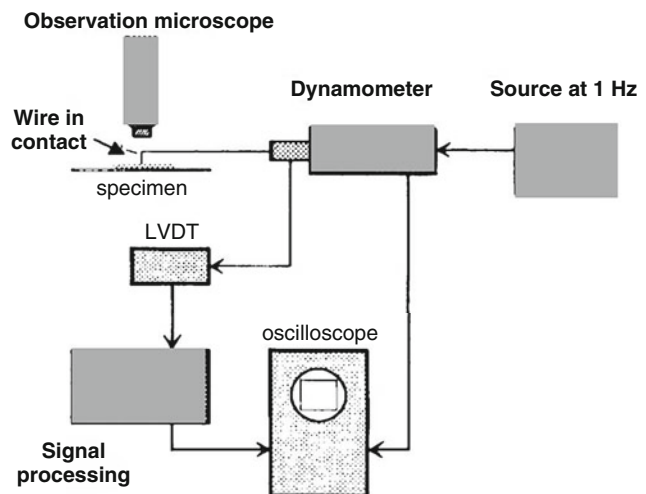 Observation microscope
Dynamometer
Source at 1 Hz
Wire in
contact
specimen
LVDT
oscilloscope
Signal
processing